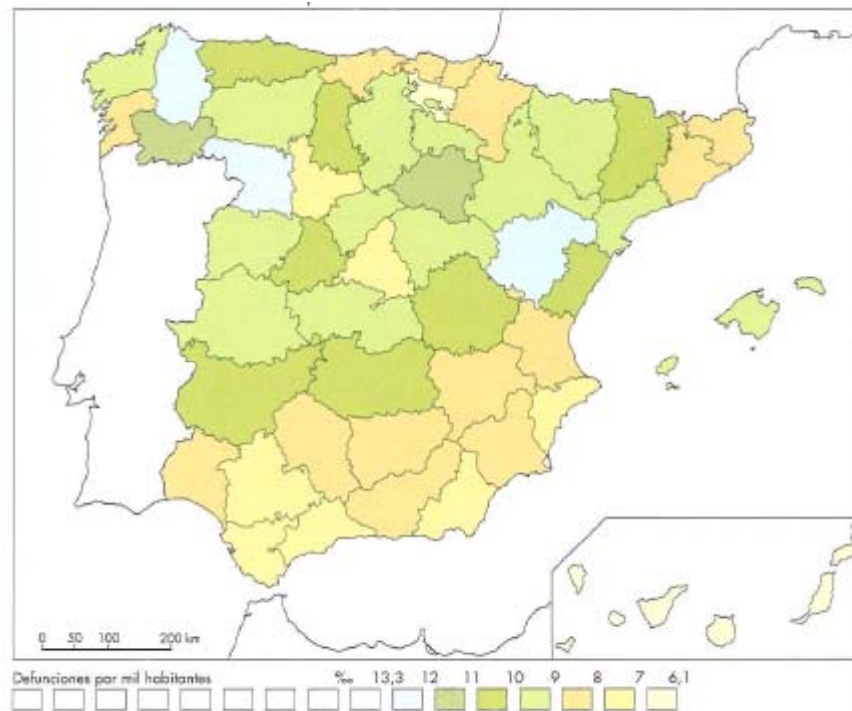 0 50 100 200 km
Defunciones por mil habitantes ‰ 13,3 12 11 10 9 8 7 6,1